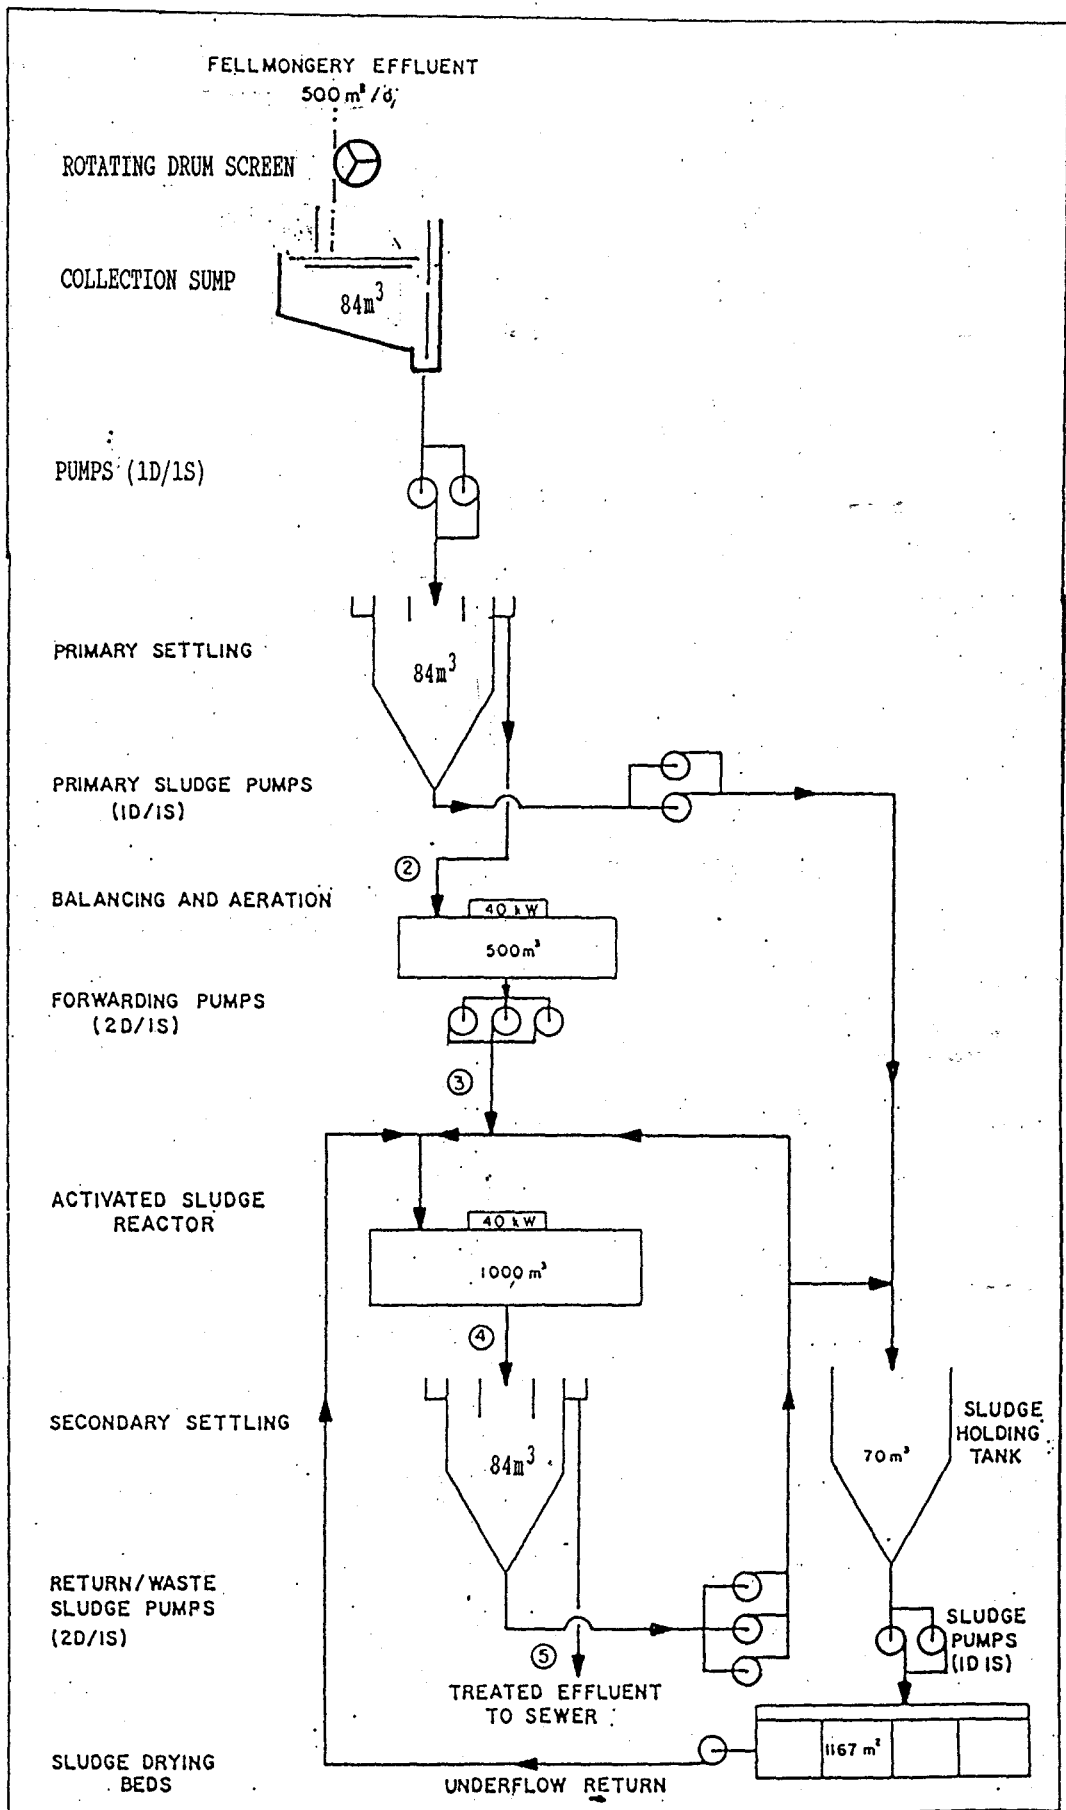 FELLMONGERY EFFLUENT
500 m³/d,
ROTATING DRUM SCREEN
COLLECTION SUMP
84m³
PUMPS (1D/1S)
PRIMARY SETTLING
84m³
PRIMARY SLUDGE PUMPS
(1D/1S)
②
BALANCING AND AERATION
40 kW
500m³
FORWARDING PUMPS
(2D/1S)
③
ACTIVATED SLUDGE
REACTOR
40 kW
1000 m³
④
SECONDARY SETTLING
84m³
SLUDGE
HOLDING
TANK
70m³
RETURN/WASTE
SLUDGE PUMPS
(2D/1S)
SLUDGE
PUMPS
(1D 1S)
⑤
TREATED EFFLUENT
TO SEWER
1167 m²
SLUDGE DRYING
BEDS
UNDERFLOW RETURN